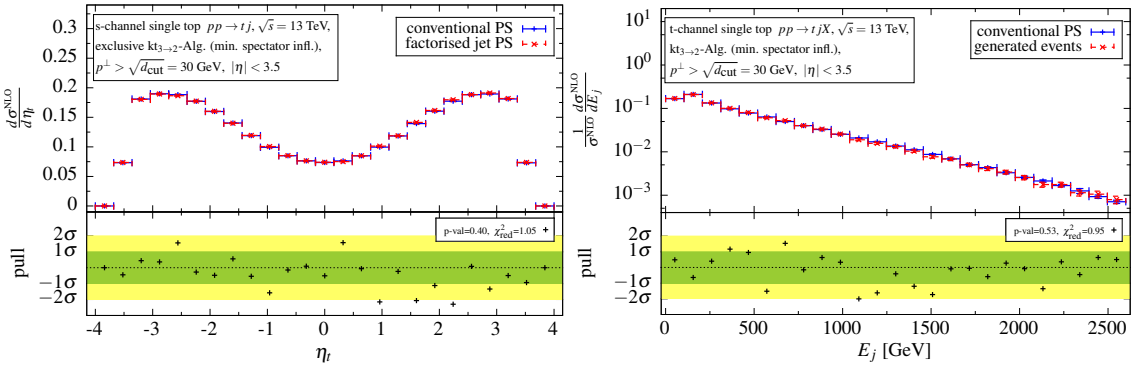 s-channel single top pp → tj, √s = 13 TeV,
exclusive kt3→2-Alg. (min. spectator infl.),
p⊥ > √dcut = 30 GeV, |η| < 3.5
conventional PS
factorised jet PS
dσNLO/dηt
0.3
0.25
0.2
0.15
0.1
0.05
0
pull
2σ
1σ
−1σ
−2σ
p-val=0.40, χ²red=1.05
-4 -3 -2 -1 0 1 2 3 4
ηt
t-channel single top pp → tjX, √s = 13 TeV,
exclusive kt3→2-Alg. (min. spectator infl.),
p⊥ > √dcut = 30 GeV, |η| < 3.5
conventional PS
generated events
1/σNLO dσNLO/dEj
10¹
10⁰
10⁻¹
10⁻²
10⁻³
pull
2σ
1σ
−1σ
−2σ
p-val=0.53, χ²red=0.95
0 500 1000 1500 2000 2500
Ej [GeV]